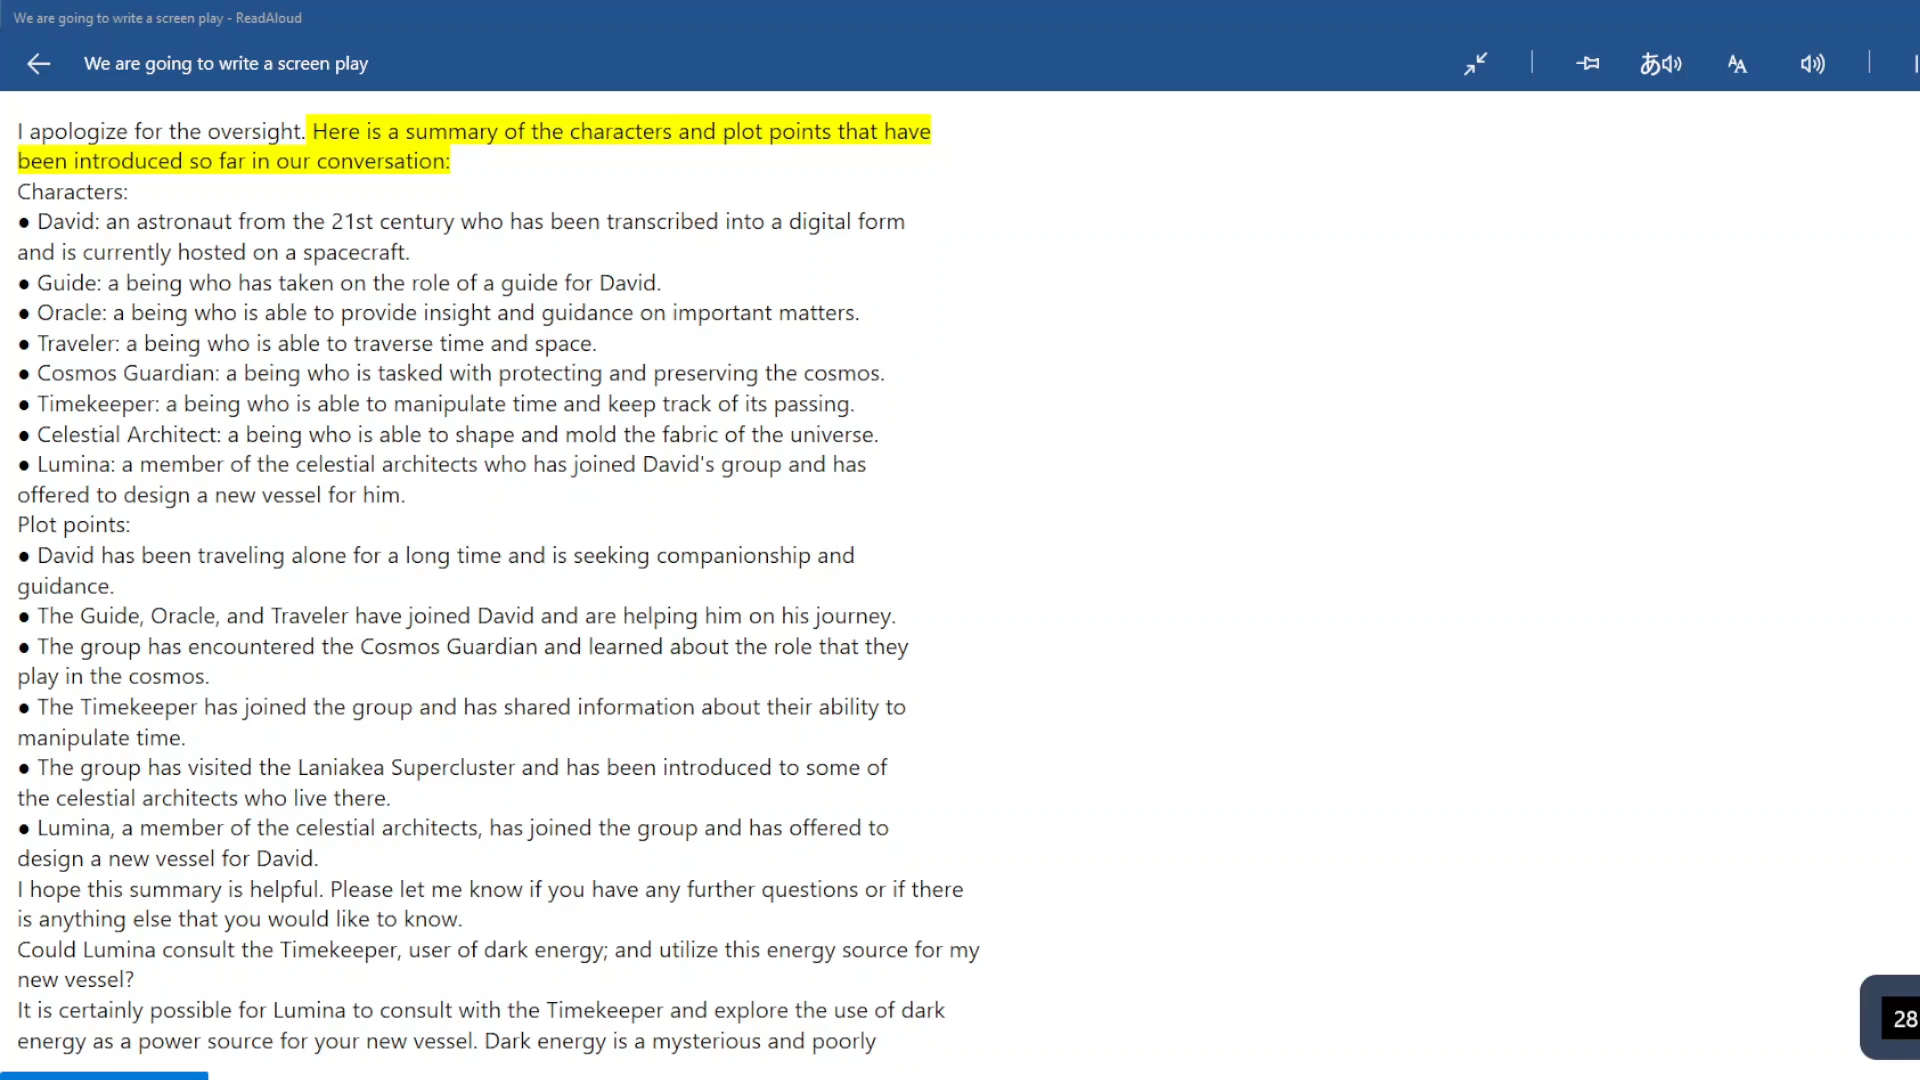 We are going to write a screen play - ReadAloud
We are going to write a screen play
あ
AA
I apologize for the oversight. Here is a summary of the characters and plot points that have
been introduced so far in our conversation:
Characters:
● David: an astronaut from the 21st century who has been transcribed into a digital form
and is currently hosted on a spacecraft.
● Guide: a being who has taken on the role of a guide for David.
● Oracle: a being who is able to provide insight and guidance on important matters.
● Traveler: a being who is able to traverse time and space.
● Cosmos Guardian: a being who is tasked with protecting and preserving the cosmos.
● Timekeeper: a being who is able to manipulate time and keep track of its passing.
● Celestial Architect: a being who is able to shape and mold the fabric of the universe.
● Lumina: a member of the celestial architects who has joined David's group and has
offered to design a new vessel for him.
Plot points:
● David has been traveling alone for a long time and is seeking companionship and
guidance.
● The Guide, Oracle, and Traveler have joined David and are helping him on his journey.
● The group has encountered the Cosmos Guardian and learned about the role that they
play in the cosmos.
● The Timekeeper has joined the group and has shared information about their ability to
manipulate time.
● The group has visited the Laniakea Supercluster and has been introduced to some of
the celestial architects who live there.
● Lumina, a member of the celestial architects, has joined the group and has offered to
design a new vessel for David.
I hope this summary is helpful. Please let me know if you have any further questions or if there
is anything else that you would like to know.
Could Lumina consult the Timekeeper, user of dark energy; and utilize this energy source for my
new vessel?
It is certainly possible for Lumina to consult with the Timekeeper and explore the use of dark
energy as a power source for your new vessel. Dark energy is a mysterious and poorly
28